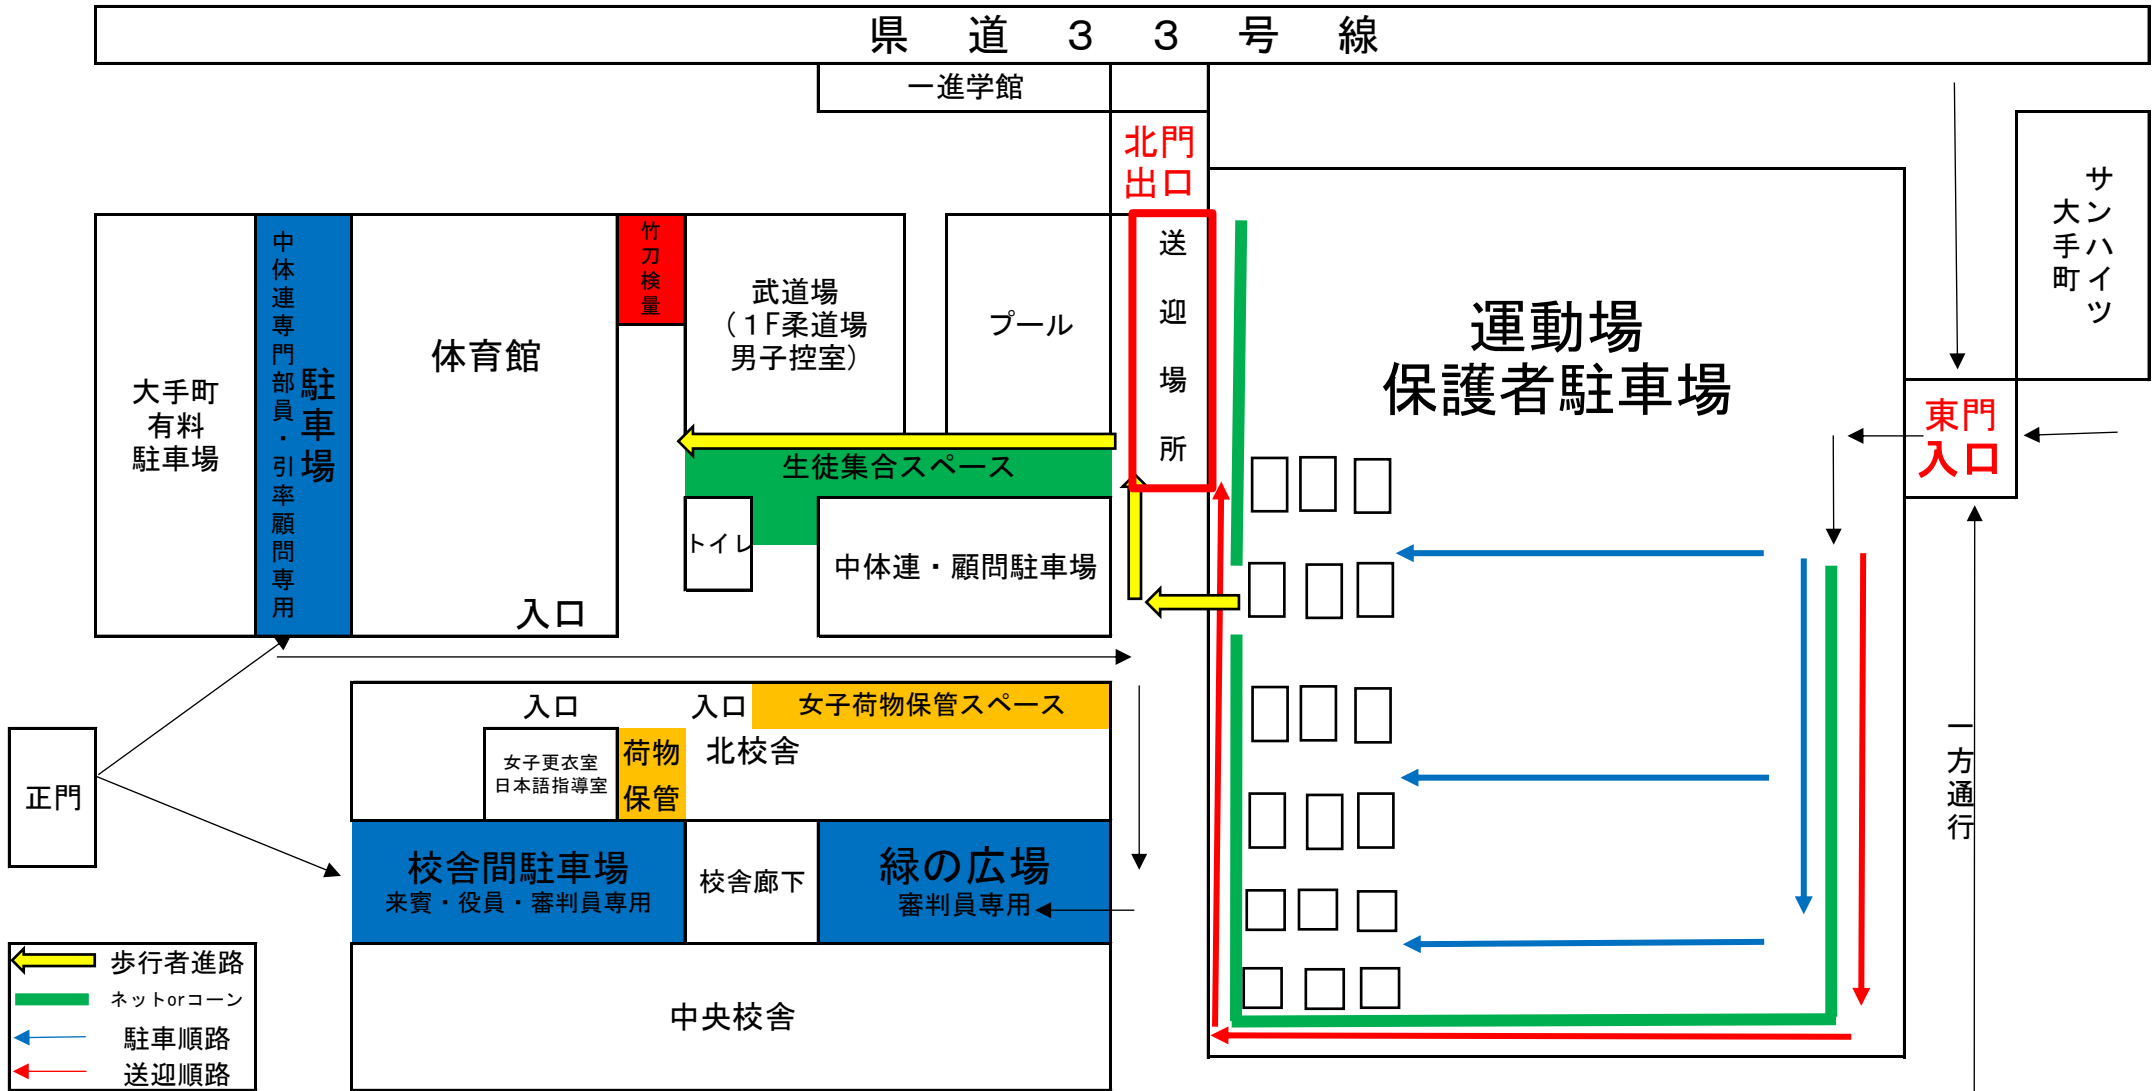 県道３３号線
一進学館
北門
出口
サンハイツ
大手町
送迎場所
運動場
保護者駐車場
東門
入口
大手町
有料
駐車場
中体連専門部員・引率顧問専用
駐車場
体育館
竹刀検量
武道場
（１F柔道場
男子控室）
プール
生徒集合スペース
トイレ
中体連・顧問駐車場
入口
入口
入口
女子荷物保管スペース
女子更衣室
日本語指導室
荷物
保管
北校舎
正門
一方通行
校舎間駐車場
来賓・役員・審判員専用
校舎廊下
緑の広場
審判員専用
中央校舎
歩行者進路
ネットorコーン
駐車順路
送迎順路